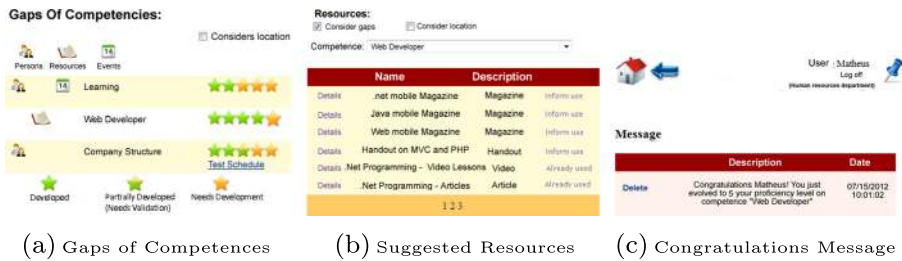 Gaps Of Competencies:
Considers location
14
Persons Resources Events
14 Learning
Web Developer
Company Structure
Test Schedule
Developed
Partially Developed
(Needs Validation)
Needs Development
(a) Gaps of Competences
Resources:
Consider gaps Consider location
Competence: Web Developer
Name Description
Details .net mobile Magazine Magazine Inform use
Details Java mobile Magazine Magazine Inform use
Details Web mobile Magazine Magazine Inform use
Details Handout on MVC and PHP Handout Inform use
Details .Net Programming - Video Lessons Video Already used
Details .Net Programming - Articles Article Already used
1 2 3
(b) Suggested Resources
User : Matheus
Log off
(Human resources department)
Message
Description Date
Delete
Congratulations Matheus! You just
evolved to 5 your proficiency level on
competence "Web Developer"
07/15/2012
10:01:02
(c) Congratulations Message